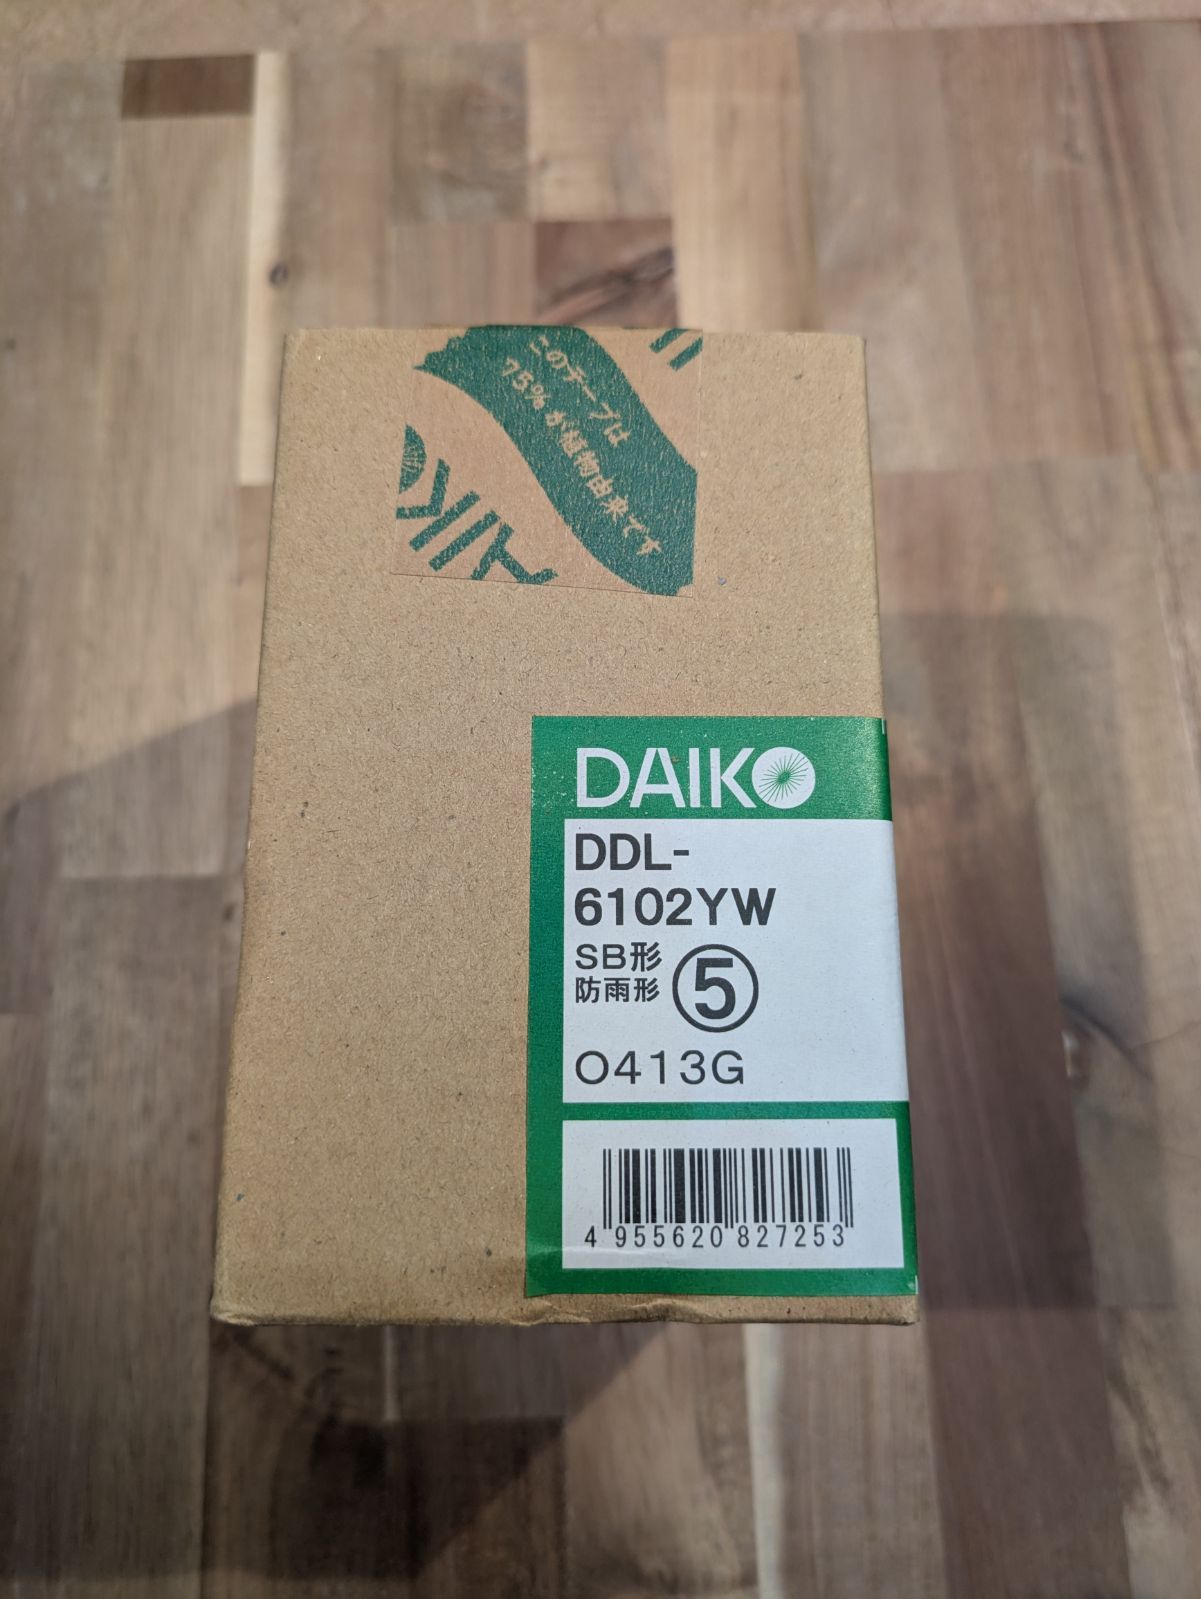 このテープは
75%が植物由来です
DAIKO
DDL-
6102YW
SB形
防雨形
⑤
O413G
4 955620 827253